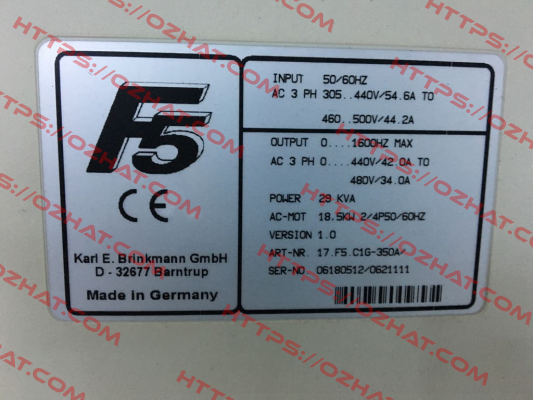 F5
CE
Karl E. Brinkmann GmbH
D - 32677 Barntrup
Made in Germany
INPUT 50/60HZ
AC 3 PH 305..440V/54.6A TO
460..500V/44.2A
OUTPUT 0....1600HZ MAX
AC 3 PH 0....440V/42.0A TO
480V/34.0A
POWER 29 KVA
AC-MOT 18.5KW 2/4P50/60HZ
VERSION 1.0
ART-NR. 17.F5.C1G-350A/
SER-NO 06180512/0621111
HTTPS://OZHAT.COM